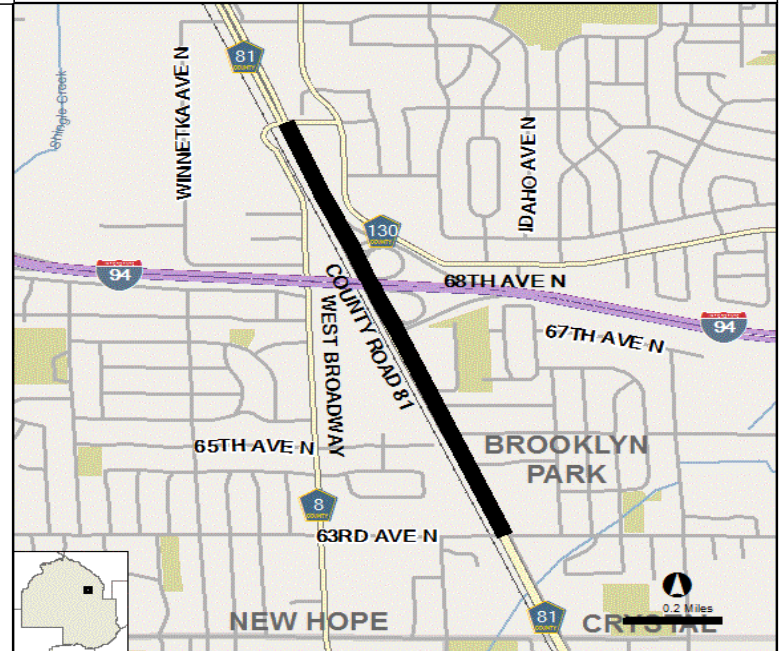 81
COUNTY
WINNETKA AVE N
Shingle Creek
IDAHO AVE N
130
COUNTY
94
68TH AVE N
COUNTY ROAD 81
WEST BROADWAY
94
67TH AVE N
65TH AVE N
BROOKLYN
PARK
8
COUNTY
63RD AVE N
0.2 Miles
NEW HOPE
81
COUNTY
CRYSTAL